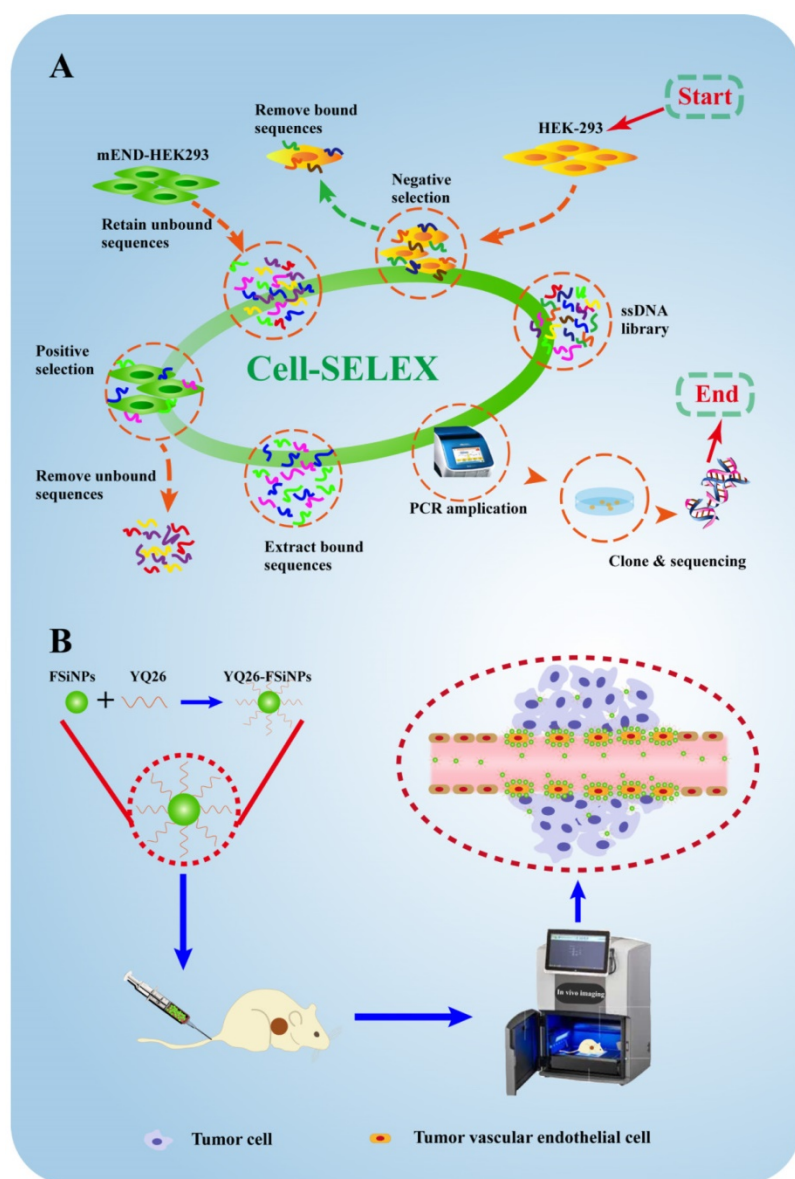 A
Start
Remove bound
sequences
HEK-293
mEND-HEK293
Negative
selection
Retain unbound
sequences
ssDNA
library
Positive
selection
Cell-SELEX
End
Remove unbound
sequences
PCR amplication
Extract bound
sequences
Clone & sequencing
B
FSiNPs
YQ26
YQ26-FSiNPs
+
In vivo imaging
Tumor cell
Tumor vascular endothelial cell